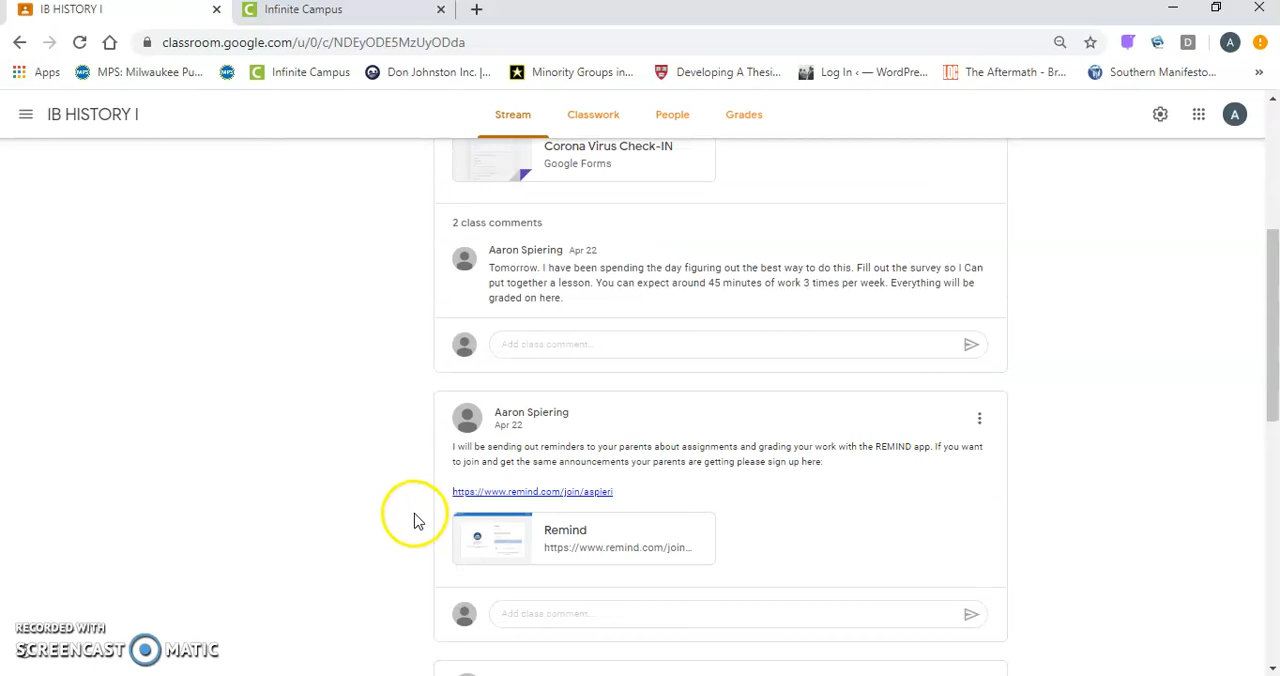 IB HISTORY I
Infinite Campus
classroom.google.com/u/0/c/NDEyODE5MzUyODda
D
A
Apps
MPS: Milwaukee Pu...
Infinite Campus
Don Johnston Inc. |...
Minority Groups in...
Developing A Thesi...
Log In ‹ — WordPre...
The Aftermath - Br...
Southern Manifesto...
»
IB HISTORY I
Stream
Classwork
People
Grades
A
Corona Virus Check-IN
Google Forms
2 class comments
Aaron Spiering Apr 22
Tomorrow. I have been spending the day figuring out the best way to do this. Fill out the survey so I Can
put together a lesson. You can expect around 45 minutes of work 3 times per week. Everything will be
graded on here.
Add class comment...
Aaron Spiering
Apr 22
I will be sending out reminders to your parents about assignments and grading your work with the REMIND app. If you want
to join and get the same announcements your parents are getting please sign up here:
https://www.remind.com/join/aspieri
Remind
https://www.remind.com/join...
Add class comment...
RECORDED WITH
SCREENCAST MATIC